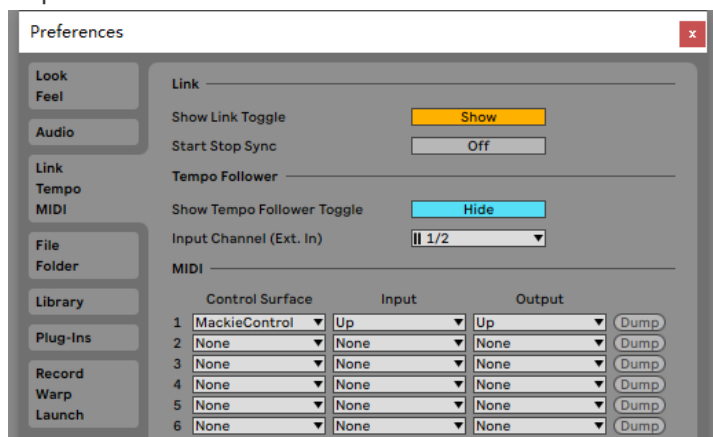 Preferences
x
Look
Feel
Audio
Link
Tempo
MIDI
File
Folder
Library
Plug-Ins
Record
Warp
Launch
Link
Show Link Toggle Show
Start Stop Sync Off
Tempo Follower
Show Tempo Follower Toggle Hide
Input Channel (Ext. In) 1/2
MIDI
Control Surface Input Output
1 MackieControl Up Up Dump
2 None None None Dump
3 None None None Dump
4 None None None Dump
5 None None None Dump
6 None None None Dump